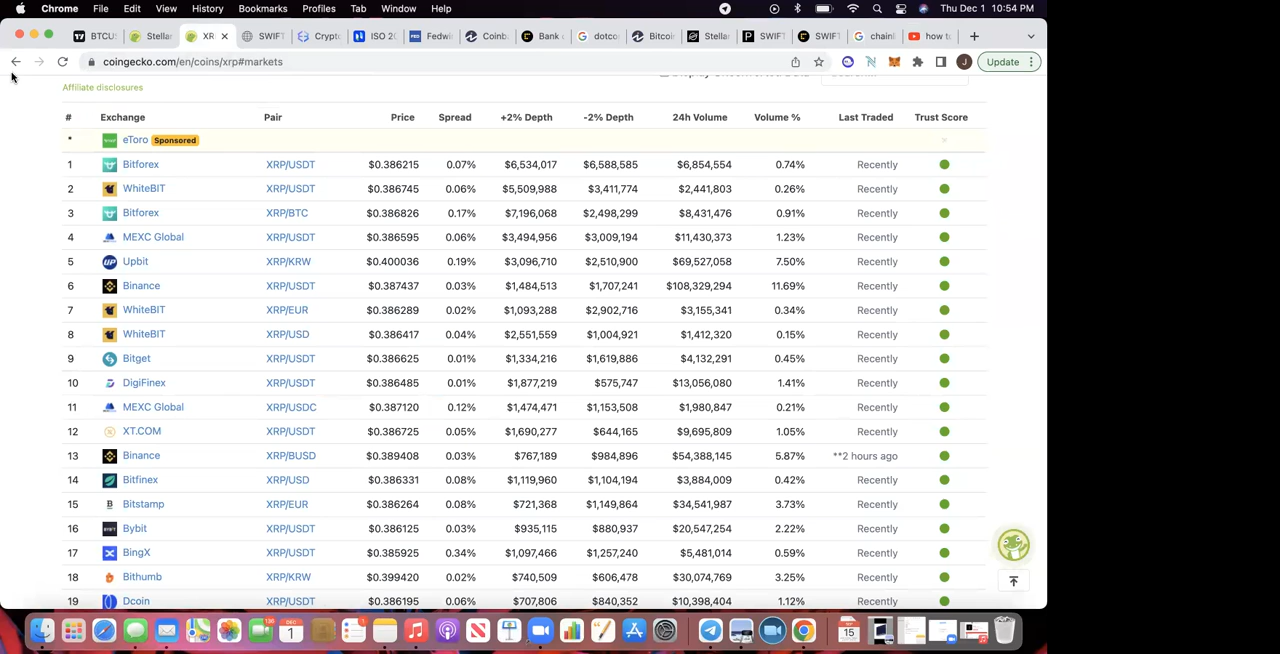 Chrome File Edit View History Bookmarks Profiles Tab Window Help Thu Dec 1 10:54 PM
BTCUS Stellar XR SWIFT Crypto ISO 20 Fedwi Coinb Bank o dotco Bitcoi Stellar SWIFT SWIFT chainl how to
coingecko.com/en/coins/xrp#markets Update
Affiliate disclosures
# Exchange Pair Price Spread +2% Depth -2% Depth 24h Volume Volume % Last Traded Trust Score
* eToro Sponsored
1 Bitforex XRP/USDT $0.386215 0.07% $6,534,017 $6,588,585 $6,854,554 0.74% Recently
2 WhiteBIT XRP/USDT $0.386745 0.06% $5,509,988 $3,411,774 $2,441,803 0.26% Recently
3 Bitforex XRP/BTC $0.386826 0.17% $7,196,068 $2,498,299 $8,431,476 0.91% Recently
4 MEXC Global XRP/USDT $0.386595 0.06% $3,494,956 $3,009,194 $11,430,373 1.23% Recently
5 Upbit XRP/KRW $0.400036 0.19% $3,096,710 $2,510,900 $69,527,058 7.50% Recently
6 Binance XRP/USDT $0.387437 0.03% $1,484,513 $1,707,241 $108,329,294 11.69% Recently
7 WhiteBIT XRP/EUR $0.386289 0.02% $1,093,288 $2,902,716 $3,155,341 0.34% Recently
8 WhiteBIT XRP/USD $0.386417 0.04% $2,551,559 $1,004,921 $1,412,320 0.15% Recently
9 Bitget XRP/USDT $0.386625 0.01% $1,334,216 $1,619,886 $4,132,291 0.45% Recently
10 DigiFinex XRP/USDT $0.386485 0.01% $1,877,219 $575,747 $13,056,080 1.41% Recently
11 MEXC Global XRP/USDC $0.387120 0.12% $1,474,471 $1,153,508 $1,980,847 0.21% Recently
12 XT.COM XRP/USDT $0.386725 0.05% $1,690,277 $644,165 $9,695,809 1.05% Recently
13 Binance XRP/BUSD $0.389408 0.03% $767,189 $984,896 $54,388,145 5.87% **2 hours ago
14 Bitfinex XRP/USD $0.386331 0.08% $1,119,960 $1,104,194 $3,884,009 0.42% Recently
15 Bitstamp XRP/EUR $0.386264 0.08% $721,368 $1,149,864 $34,541,987 3.73% Recently
16 Bybit XRP/USDT $0.386125 0.03% $935,115 $880,937 $20,547,254 2.22% Recently
17 BingX XRP/USDT $0.385925 0.34% $1,097,466 $1,257,240 $5,481,014 0.59% Recently
18 Bithumb XRP/KRW $0.399420 0.02% $740,509 $606,478 $30,074,769 3.25% Recently
19 Dcoin XRP/USDT $0.386195 0.06% $707,806 $840,352 $10,398,404 1.12% Recently